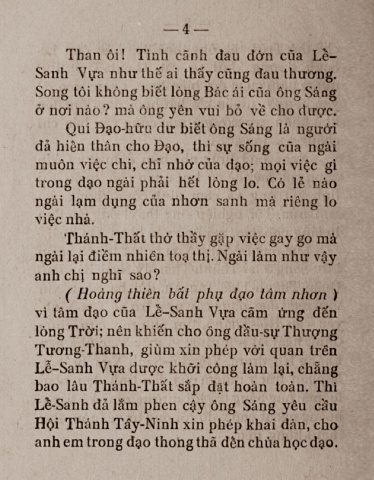 — 4 —
Than ôi! Tình cãnh đau đớn của Lễ-
Sanh Vựa như thế ai thấy cũng đau thương.
Song tôi không biết lòng Bác ái của ông Sáng
ở nơi nào? mà ông yên vui bỏ về cho được.
Quí Đạo-hữu dư biết ông Sáng là người
đả hiện thân cho Đạo, thì sự sống của ngài
muôn việc chi, chĩ nhờ của đạo; mọi việc gì
trong đạo ngài phải hết lòng lo. Có lẻ nào
ngài lạm dụng của nhơn sanh mà riêng lo
việc nhà.
Thánh-Thất thờ thầy gặp việc gay go mà
ngài lại điềm nhiên toạ thị. Ngài làm như vậy
anh chị nghĩ sao?
( Hoàng thiên bất phụ đạo tâm nhơn )
vì tâm đạo của Lễ-Sanh Vựa cãm ứng đến
lòng Trời; nên khiến cho ông đầu-sự Thượng
Tương-Thanh, giùm xin phép với quan trên
Lễ-Sanh Vựa dược khỡi công làm lại, chẳng
bao lâu Thánh-Thất sắp đặt hoàn toàn. Thì
Lễ-Sanh đả lắm phen cậy ông Sáng yêu cầu
Hội Thánh Tây-Ninh xin phép khai đàn, cho
anh em trong đạo thong thã đến chùa học đạo.